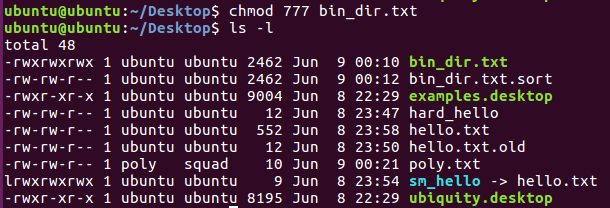 ubuntu@ubuntu:~/Desktop$ chmod 777 bin_dir.txt
ubuntu@ubuntu:~/Desktop$ ls -l
total 48
-rwxrwxrwx 1 ubuntu ubuntu 2462 Jun  9 00:10 bin_dir.txt
-rw-rw-r-- 1 ubuntu ubuntu 2462 Jun  9 00:12 bin_dir.txt.sort
-rwxr-xr-x 1 ubuntu ubuntu 9004 Jun  8 22:29 examples.desktop
-rw-rw-r-- 1 ubuntu ubuntu   12 Jun  8 23:47 hard_hello
-rw-rw-r-- 1 ubuntu ubuntu  552 Jun  8 23:58 hello.txt
-rw-rw-r-- 1 ubuntu ubuntu   12 Jun  8 23:50 hello.txt.old
-rw-rw-r-- 1 poly   squad    10 Jun  9 00:21 poly.txt
lrwxrwxrwx 1 ubuntu ubuntu    9 Jun  8 23:54 sm_hello -> hello.txt
-rwxr-xr-x 1 ubuntu ubuntu 8195 Jun  8 22:29 ubiquity.desktop